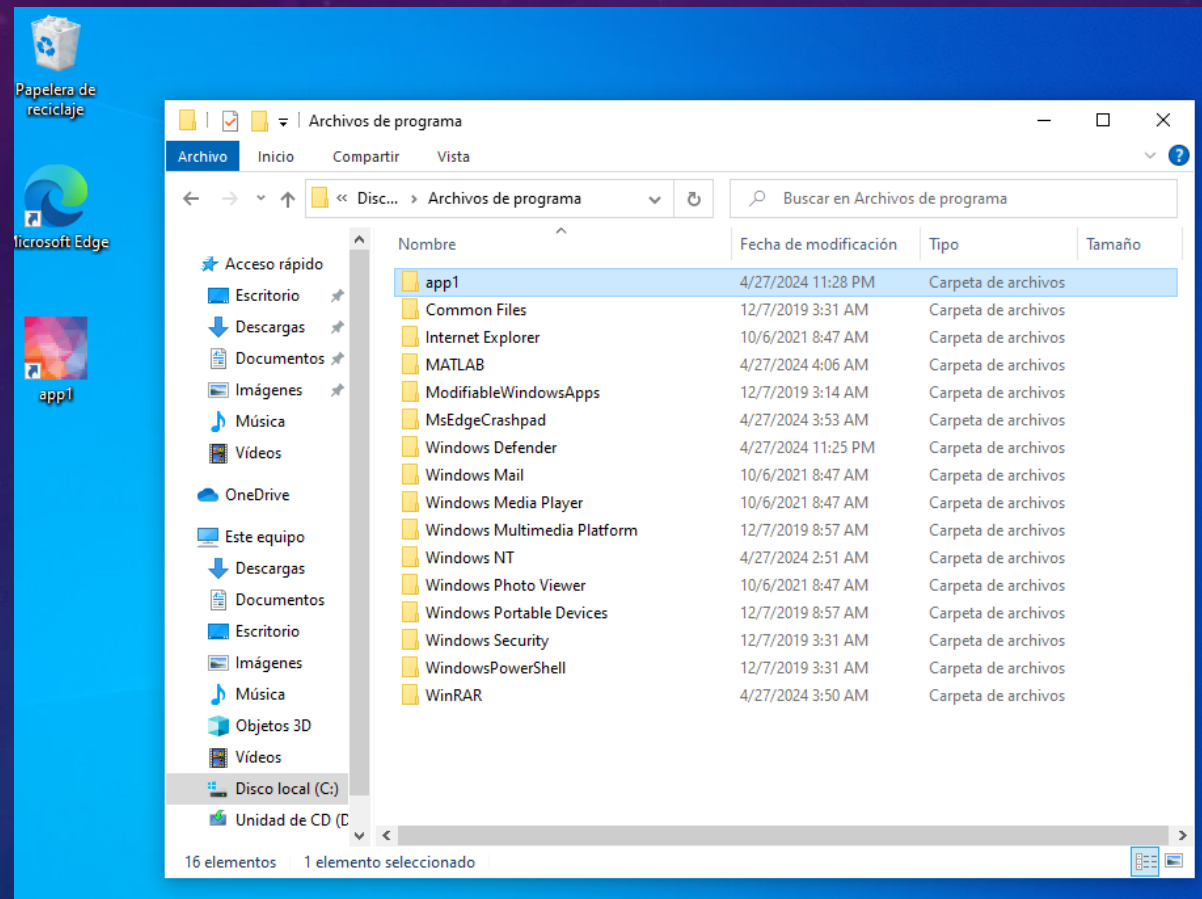 Papelera de
reciclaje
Microsoft Edge
app1
Archivos de programa
Archivo Inicio Compartir Vista
« Disc... › Archivos de programa
Buscar en Archivos de programa
Acceso rápido
Escritorio
Descargas
Documentos
Imágenes
Música
Vídeos
OneDrive
Este equipo
Descargas
Documentos
Escritorio
Imágenes
Música
Objetos 3D
Vídeos
Disco local (C:)
Unidad de CD (D
Nombre Fecha de modificación Tipo Tamaño
app1 4/27/2024 11:28 PM Carpeta de archivos
Common Files 12/7/2019 3:31 AM Carpeta de archivos
Internet Explorer 10/6/2021 8:47 AM Carpeta de archivos
MATLAB 4/27/2024 4:06 AM Carpeta de archivos
ModifiableWindowsApps 12/7/2019 3:14 AM Carpeta de archivos
MsEdgeCrashpad 4/27/2024 3:53 AM Carpeta de archivos
Windows Defender 4/27/2024 11:25 PM Carpeta de archivos
Windows Mail 10/6/2021 8:47 AM Carpeta de archivos
Windows Media Player 10/6/2021 8:47 AM Carpeta de archivos
Windows Multimedia Platform 12/7/2019 8:57 AM Carpeta de archivos
Windows NT 4/27/2024 2:51 AM Carpeta de archivos
Windows Photo Viewer 10/6/2021 8:47 AM Carpeta de archivos
Windows Portable Devices 12/7/2019 8:57 AM Carpeta de archivos
Windows Security 12/7/2019 3:31 AM Carpeta de archivos
WindowsPowerShell 12/7/2019 3:31 AM Carpeta de archivos
WinRAR 4/27/2024 3:50 AM Carpeta de archivos
16 elementos 1 elemento seleccionado